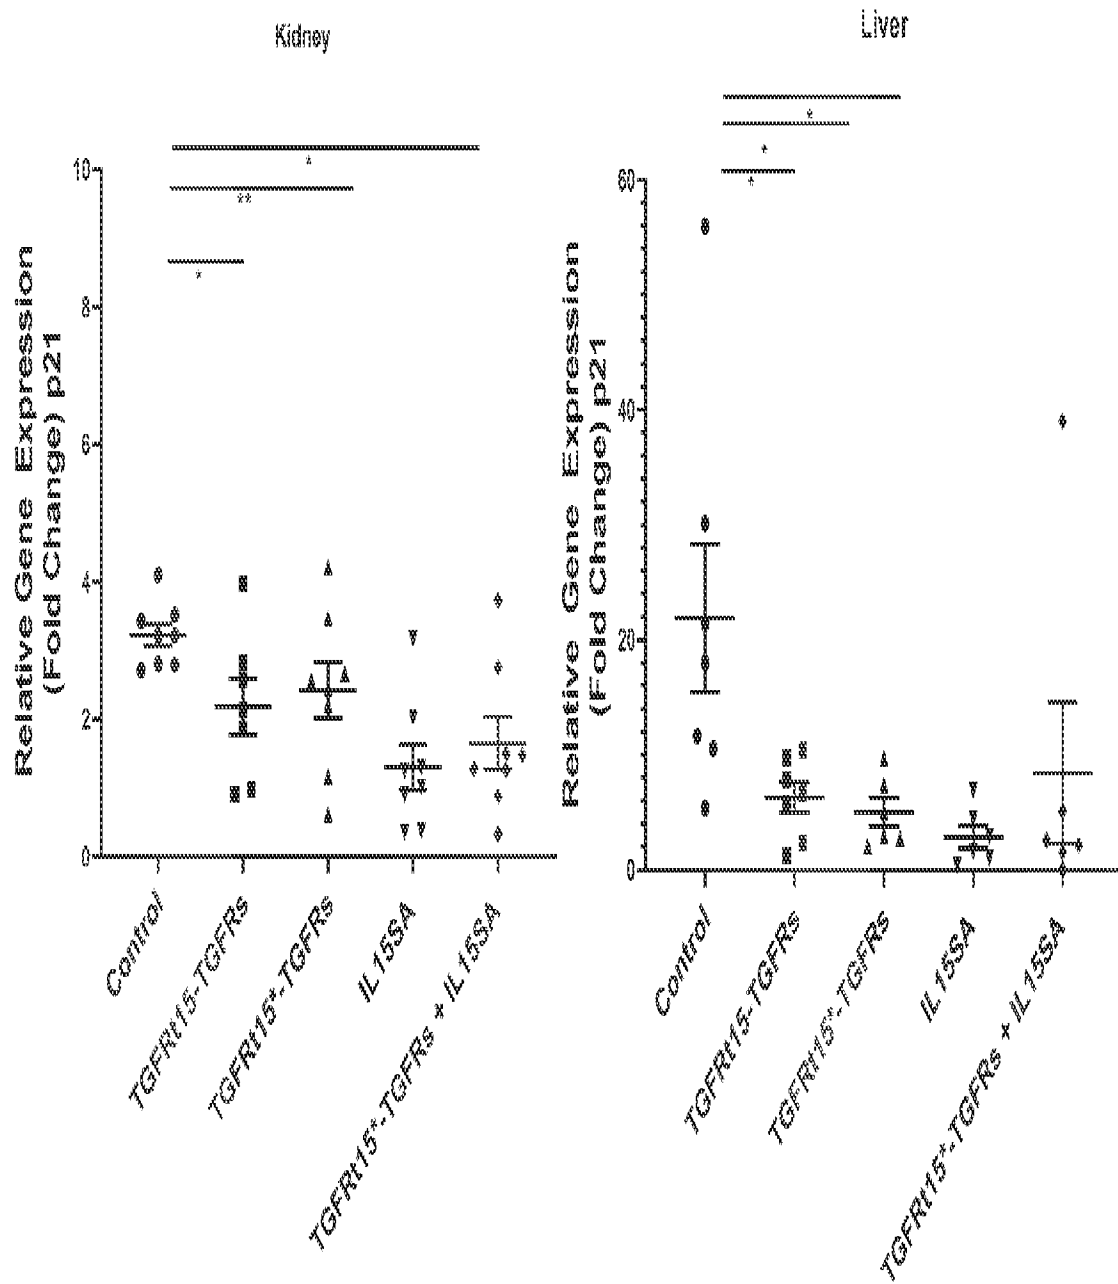 Kidney
*
**
*
10
8
6
4
2
0
Relative Gene Expression
(Fold Change) p21
Control
TGFRt15-TGFRs
TGFRt15*-TGFRs
IL15SA
TGFRt15*-TGFRs + IL15SA
Liver
*
*
*
60
40
20
0
Relative Gene Expression
(Fold Change) p21
Control
TGFRt15-TGFRs
TGFRt15*-TGFRs
IL15SA
TGFRt15*-TGFRs + IL15SA